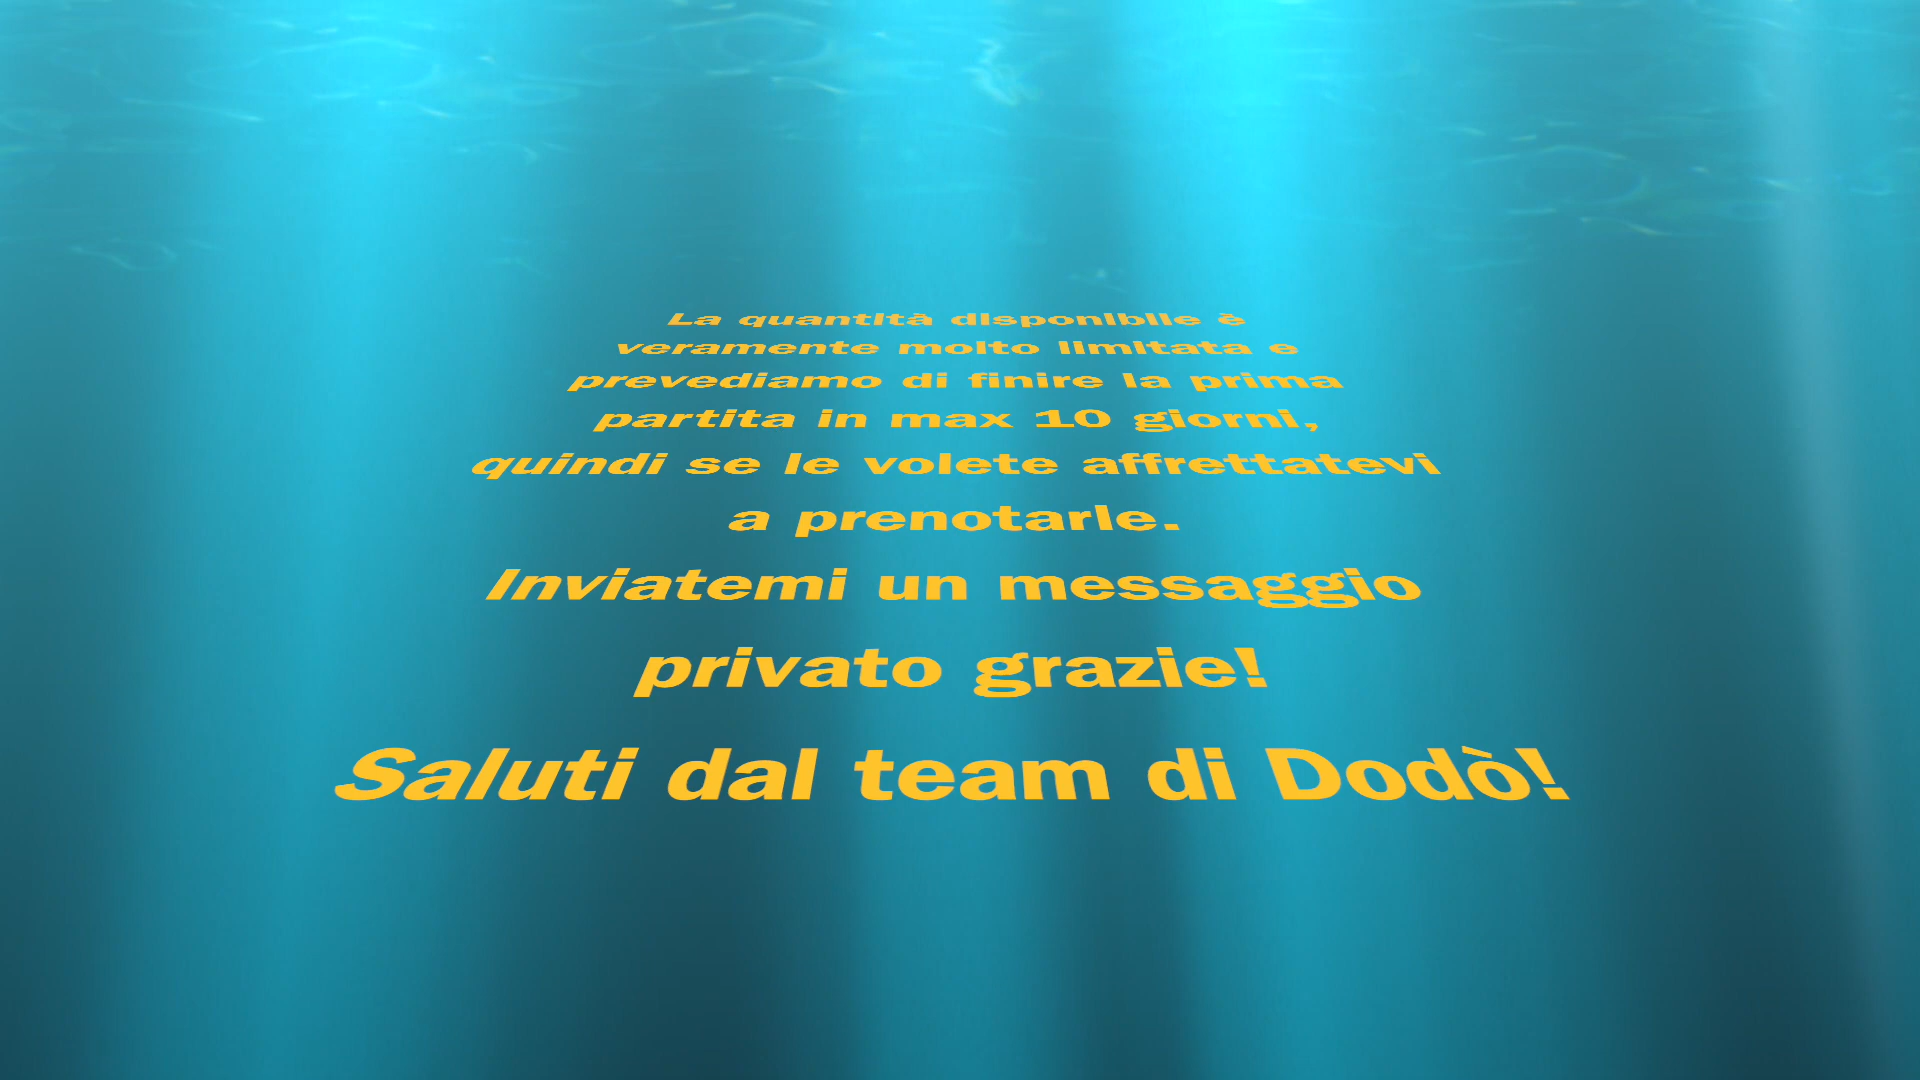 La quantità disponibile è
veramente molto limitata e
prevediamo di finire la prima
partita in max 10 giorni,
quindi se le volete affrettatevi
a prenotarle.
Inviatemi un messaggio
privato grazie!
Saluti dal team di Dodò!